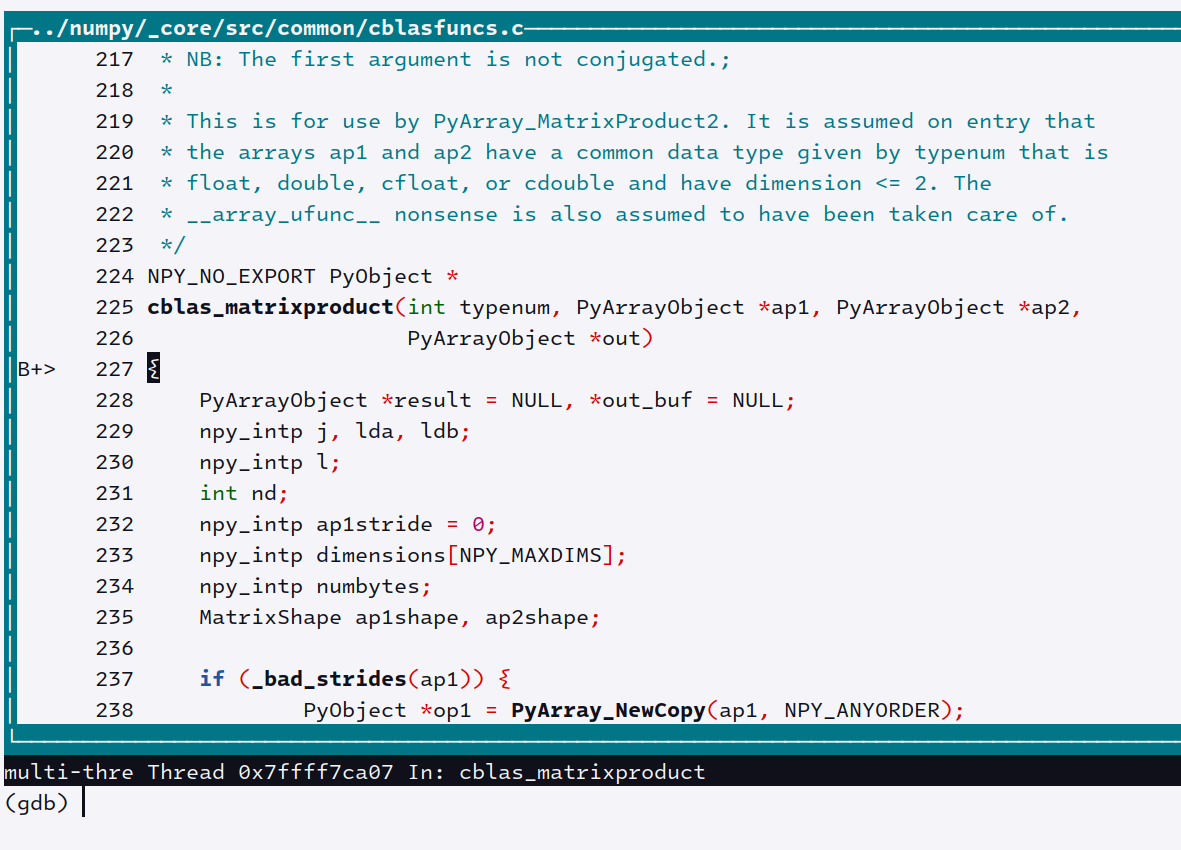 ../numpy/_core/src/common/cblasfuncs.c
217  * NB: The first argument is not conjugated.;
218  *
219  * This is for use by PyArray_MatrixProduct2. It is assumed on entry that
220  * the arrays ap1 and ap2 have a common data type given by typenum that is
221  * float, double, cfloat, or cdouble and have dimension <= 2. The
222  * __array_ufunc__ nonsense is also assumed to have been taken care of.
223  */
224 NPY_NO_EXPORT PyObject *
225 cblas_matrixproduct(int typenum, PyArrayObject *ap1, PyArrayObject *ap2,
226                     PyArrayObject *out)
B+> 227 {
228     PyArrayObject *result = NULL, *out_buf = NULL;
229     npy_intp j, lda, ldb;
230     npy_intp l;
231     int nd;
232     npy_intp ap1stride = 0;
233     npy_intp dimensions[NPY_MAXDIMS];
234     npy_intp numbytes;
235     MatrixShape ap1shape, ap2shape;
236
237     if (_bad_strides(ap1)) {
238             PyObject *op1 = PyArray_NewCopy(ap1, NPY_ANYORDER);
multi-thre Thread 0x7ffff7ca07 In: cblas_matrixproduct
(gdb)